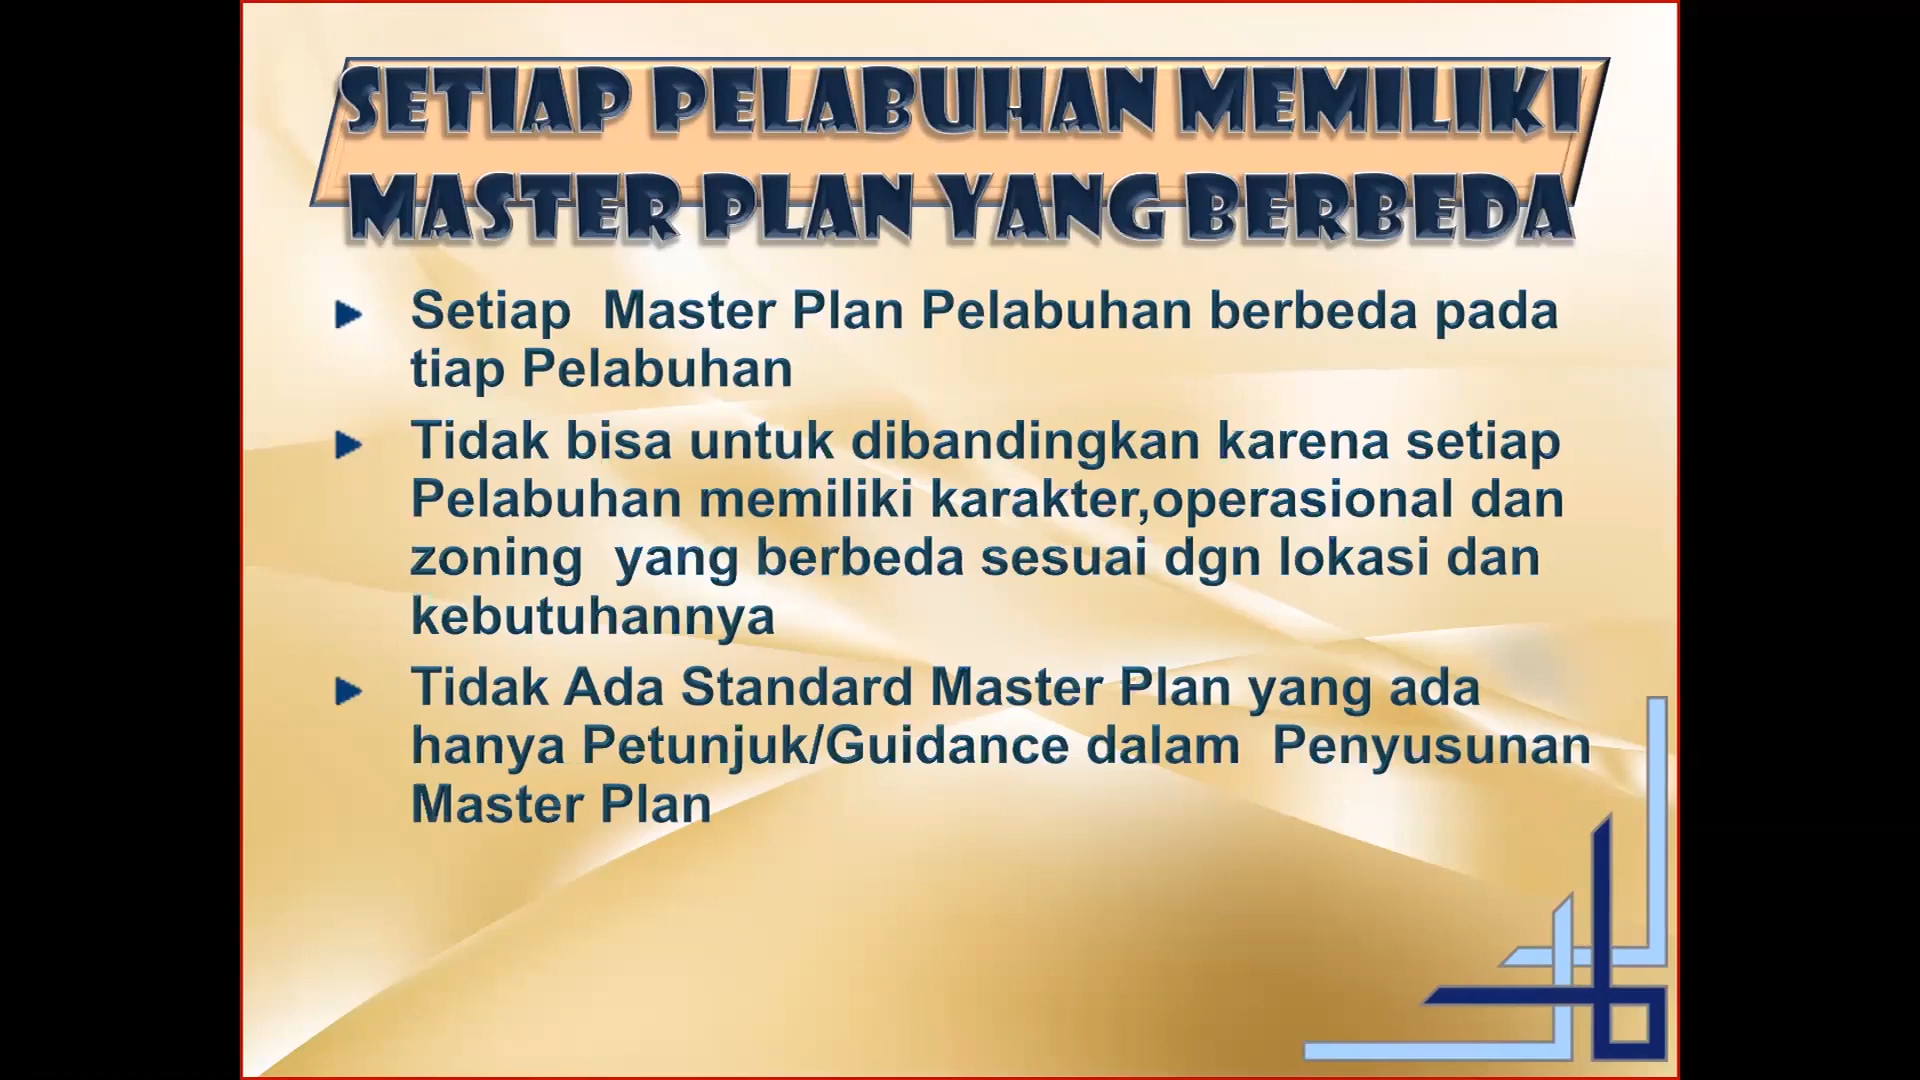 SETIAP PELABUHAN MEMILIKI
MASTER PLAN YANG BERBEDA
Setiap Master Plan Pelabuhan berbeda pada
tiap Pelabuhan
Tidak bisa untuk dibandingkan karena setiap
Pelabuhan memiliki karakter,operasional dan
zoning yang berbeda sesuai dgn lokasi dan
kebutuhannya
Tidak Ada Standard Master Plan yang ada
hanya Petunjuk/Guidance dalam Penyusunan
Master Plan